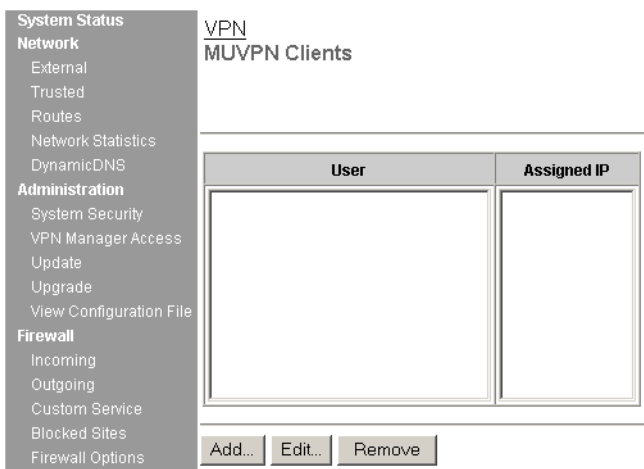 System Status
Network
External
Trusted
Routes
Network Statistics
DynamicDNS
Administration
System Security
VPN Manager Access
Update
Upgrade
View Configuration File
Firewall
Incoming
Outgoing
Custom Service
Blocked Sites
Firewall Options
VPN
MUVPN Clients
User Assigned IP
Add... Edit... Remove